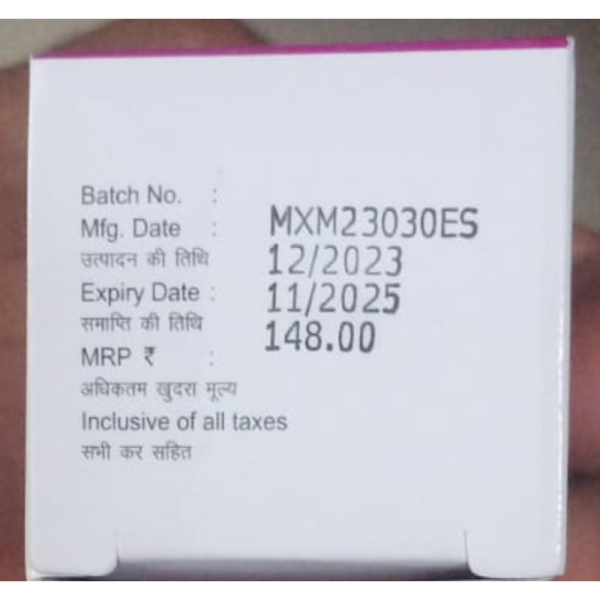 Batch No. :
MXM23030ES
Mfg. Date :
उत्पादन की तिथि
12/2023
Expiry Date :
समाप्ति की तिथि
11/2025
MRP ₹ :
148.00
अधिकतम खुदरा मूल्य
Inclusive of all taxes
सभी कर सहित